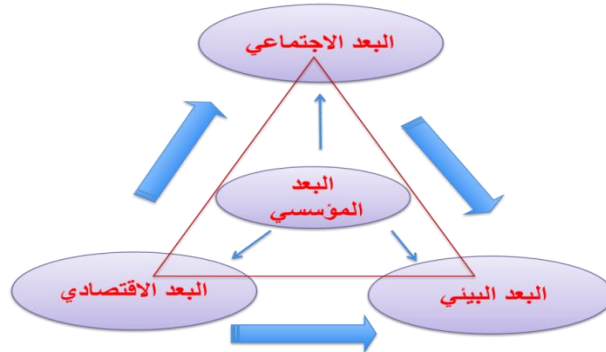 البعد الاجتماعي
البعد
المؤسسي
البعد الاقتصادي
البعد البيئي